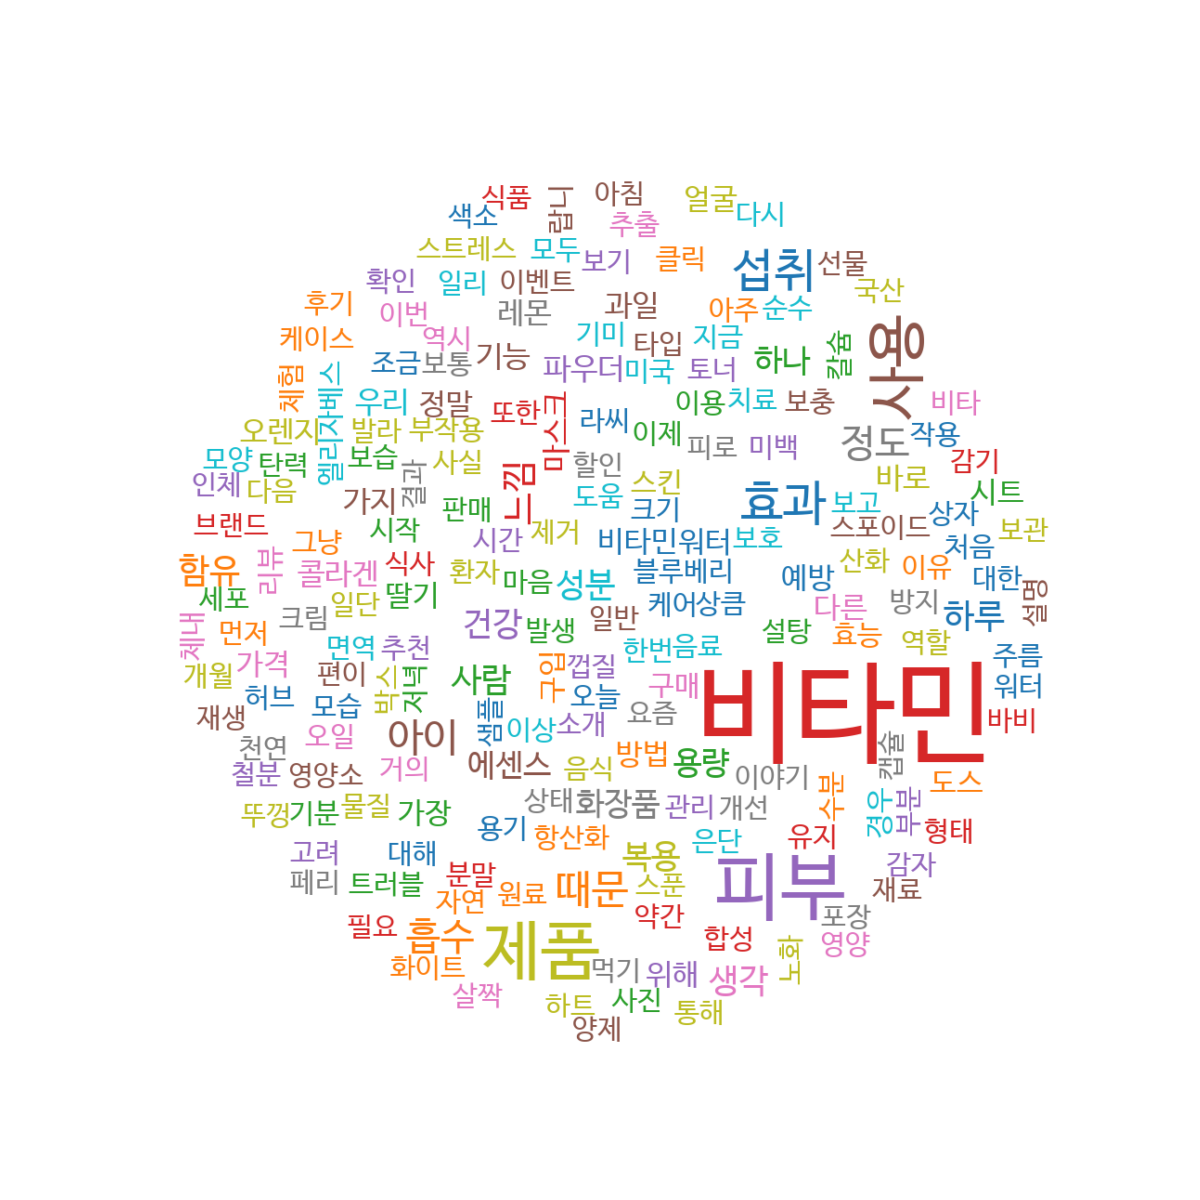 식품
랍니
아침
얼굴
색소
추출
다시
스트레스
모두
보기
클릭
섭취
선물
확인
일리
이벤트
국산
후기
이번
레몬
과일
아주
순수
사용
케이스
역시
기미
타입
지금
칼슘
조금
보통
기능
파우더
미국
토너
하나
체험
엘리자베스
우리
정말
또한
마스크
라씨
이용
치료
보충
비타
오렌지
발라
부작용
이제
피로
미백
정도
작용
모양
탄력
보습
사실
느낌
할인
스킨
바로
감기
인체
다음
가지
결과
판매
도움
크기
효과
보고
상자
시트
브랜드
시작
시간
제거
비타민워터
보호
스포이드
보관
그냥
처음
함유
리뷰
콜라겐
식사
환자
마음
성분
블루베리
예방
산화
이유
대한
세포
크림
일단
딸기
케어상큼
다른
방지
하루
설명
체내
먼저
면역
추천
건강
발생
일반
한번음료
설탕
효능
역할
주름
개월
가격
편이
박스
저녁
사람
구입
껍질
구매
비타민
워터
허브
모습
오늘
재생
샘플
이상
소개
요즘
바비
천연
오일
아이
방법
용량
캡슐
철분
영양소
거의
에센스
음식
이야기
도스
뚜껑
기분
물질
가장
상태
화장품
관리
개선
수분
경우
부분
용기
항산화
은단
유지
형태
고려
대해
복용
감자
페리
트러블
분말
때문
스푼
피부
재료
자연
원료
필요
흡수
제품
약간
합성
포장
노화
영양
화이트
먹기
위해
생각
살짝
하트
사진
통해
양제